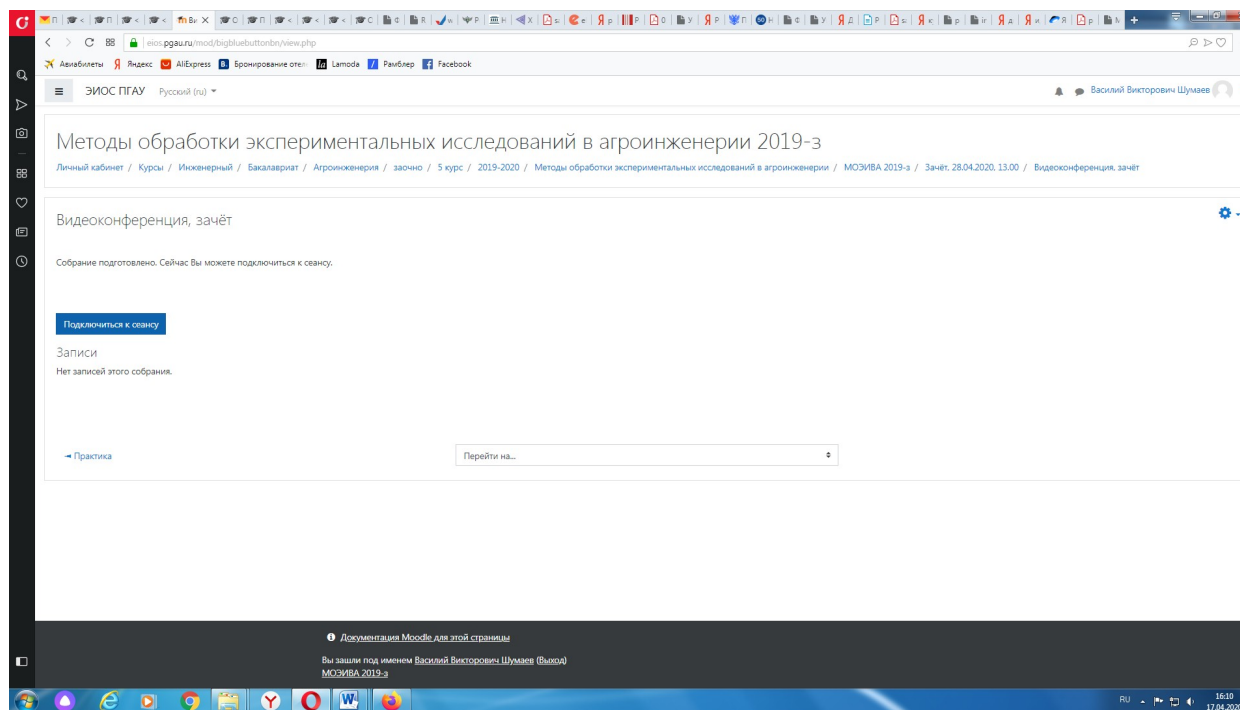 eios.pgau.ru/mod/bigbluebuttonbn/view.php
Авиабилеты Яндекс AliExpress Бронирование отел Lamoda Рамблер Facebook
ЭИОС ПГАУ Русский (ru) Василий Викторович Шумаев
Методы обработки экспериментальных исследований в агроинженерии 2019-з
Личный кабинет / Курсы / Инженерный / Бакалавриат / Агроинженерия / заочно / 5 курс / 2019-2020 / Методы обработки экспериментальных исследований в агроинженерии / МОЭИВА 2019-з / Зачёт, 28.04.2020, 13.00 / Видеоконференция, зачёт
Видеоконференция, зачёт
Собрание подготовлено. Сейчас Вы можете подключиться к сеансу.
Подключиться к сеансу
Записи
Нет записей этого собрания.
Практика
Перейти на...
Документация Moodle для этой страницы
Вы зашли под именем Василий Викторович Шумаев (Выход)
МОЭИВА 2019-з
RU 16:10
17.04.2020